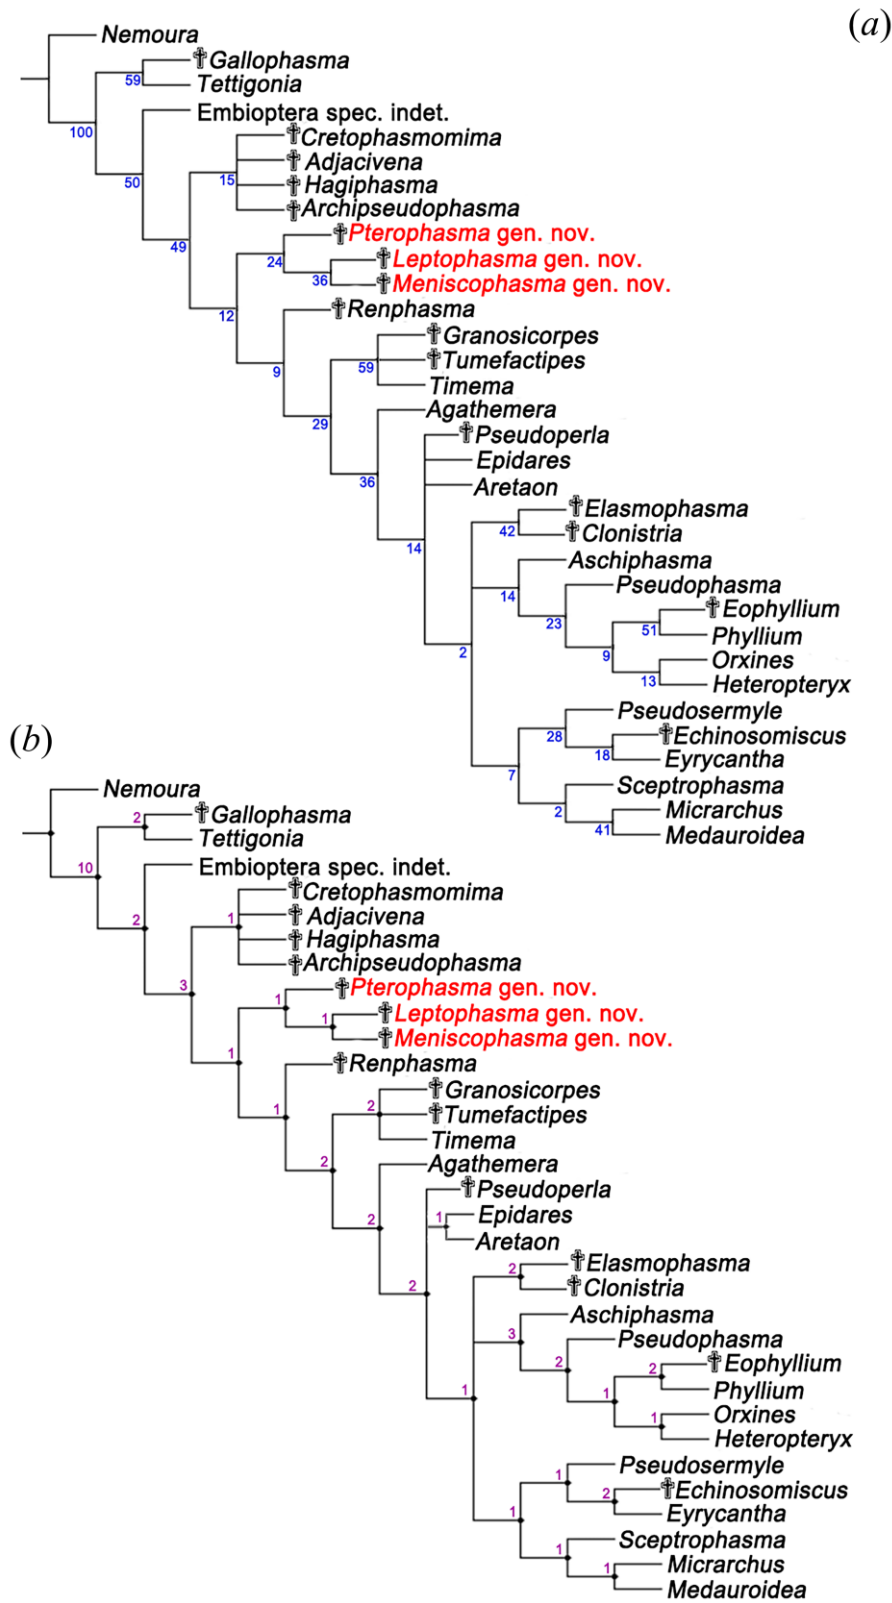 (a)
Nemoura
†Gallophasma
59
Tettigonia
Embioptera spec. indet.
100
†Cretophasmomima
†Adjacivena
50
15
†Hagiphasma
†Archipseudophasma
†Pterophasma gen. nov.
49
†Leptophasma gen. nov.
24
36
†Meniscophasma gen. nov.
†Renphasma
12
†Granosicorpes
†Tumefactipes
9
59
Timema
Agathemera
29
†Pseudoperla
Epidares
36
Aretaon
†Elasmophasma
42
†Clonistria
14
Aschiphasma
Pseudophasma
14
†Eophyllium
23
51
Phyllium
2
9
Orxines
13
Heteropteryx
Pseudosermyle
28
†Echinosomiscus
18
Eyrycantha
7
Sceptrophasma
2
Micrarchus
41
Medauroidea
(b)
Nemoura
2
†Gallophasma
Tettigonia
10
Embioptera spec. indet.
†Cretophasmomima
2
1
†Adjacivena
†Hagiphasma
†Archipseudophasma
3
†Pterophasma gen. nov.
1
†Leptophasma gen. nov.
1
†Meniscophasma gen. nov.
1
†Renphasma
†Granosicorpes
1
2
†Tumefactipes
Timema
2
Agathemera
†Pseudoperla
2
1
Epidares
Aretaon
†Elasmophasma
2
2
†Clonistria
Aschiphasma
3
Pseudophasma
2
†Eophyllium
2
Phyllium
1
1
Orxines
1
Heteropteryx
Pseudosermyle
1
†Echinosomiscus
2
Eyrycantha
1
Sceptrophasma
1
Micrarchus
1
Medauroidea